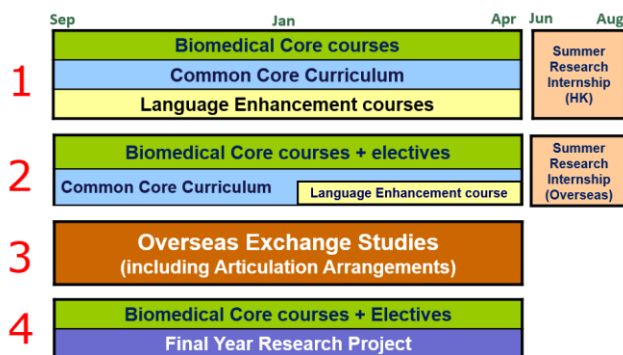 Sep Jan Apr Jun Aug
1
Biomedical Core courses
Common Core Curriculum
Language Enhancement courses
Summer
Research
Internship
(HK)
2
Biomedical Core courses + electives
Common Core Curriculum
Language Enhancement course
Summer
Research
Internship
(Overseas)
3
Overseas Exchange Studies
(including Articulation Arrangements)
4
Biomedical Core courses + Electives
Final Year Research Project